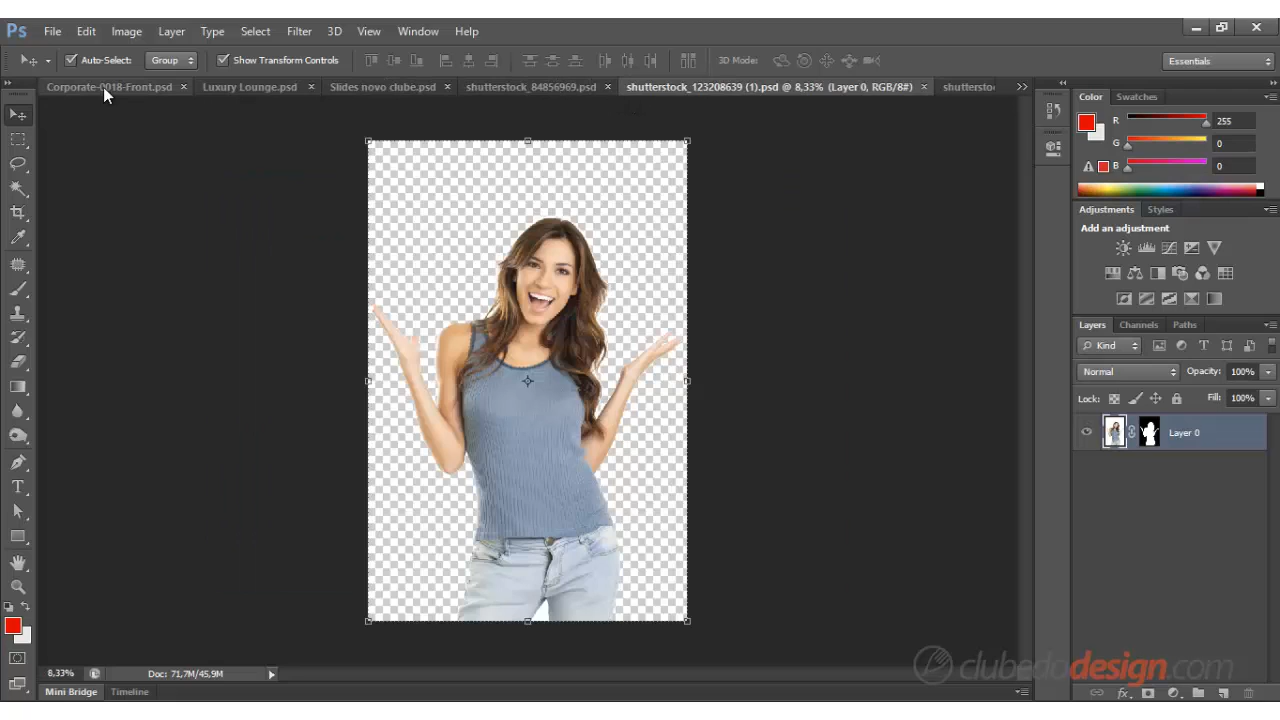 Ps File Edit Image Layer Type Select Filter 3D View Window Help
Auto-Select: Group Show Transform Controls 3D Mode: Essentials
Corporate-0018-Front.psd × Luxury Lounge.psd × Slides novo clube.psd × shutterstock_84856969.psd × shutterstock_123208639 (1).psd @ 8,33% (Layer 0, RGB/8#) × shuttersto
Color Swatches
R 255
G 0
B 0
Adjustments Styles
Add an adjustment
Layers Channels Paths
Kind
Normal Opacity: 100%
Lock: Fill: 100%
Layer 0
8,33% Doc: 71,7M/45,9M
clubedodesign.com
Mini Bridge Timeline
fx